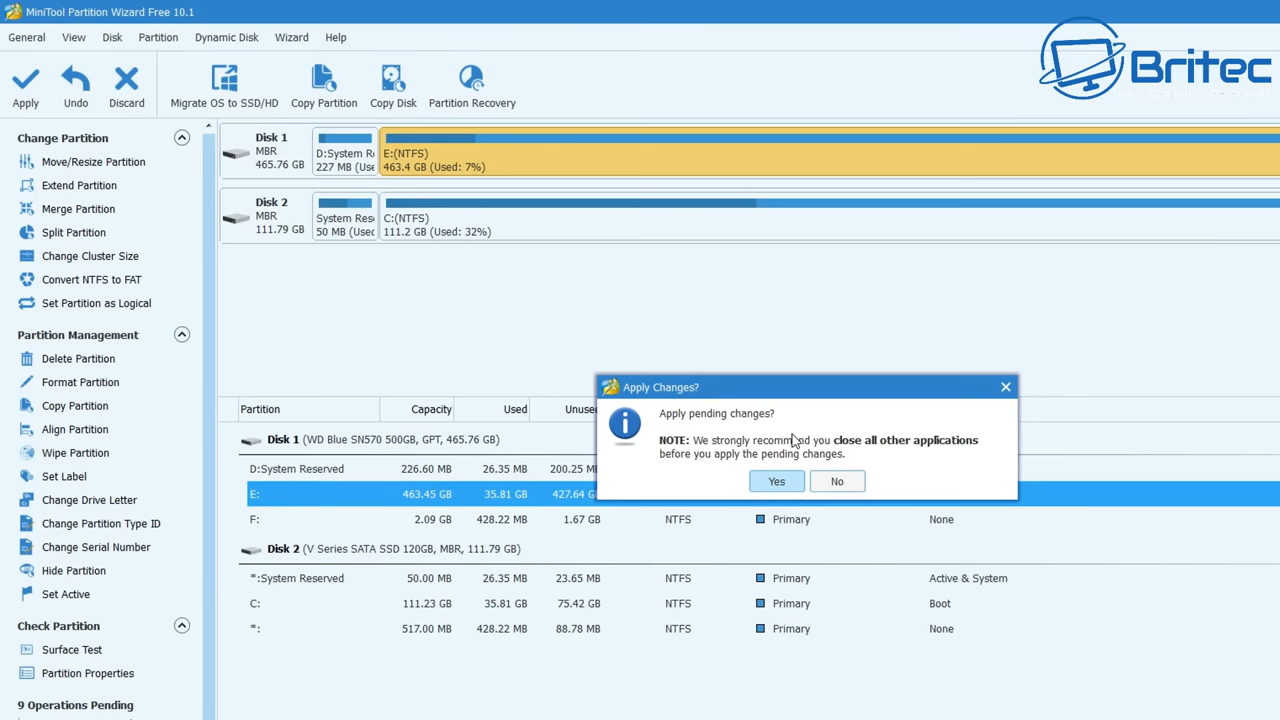 MiniTool Partition Wizard Free 10.1
Britec
General View Disk Partition Dynamic Disk Wizard Help
Apply Undo Discard Migrate OS to SSD/HD Copy Partition Copy Disk Partition Recovery
Change Partition
Move/Resize Partition
Extend Partition
Merge Partition
Split Partition
Change Cluster Size
Convert NTFS to FAT
Set Partition as Logical
Partition Management
Delete Partition
Format Partition
Copy Partition
Align Partition
Wipe Partition
Set Label
Change Drive Letter
Change Partition Type ID
Change Serial Number
Hide Partition
Set Active
Check Partition
Surface Test
Partition Properties
9 Operations Pending
Disk 1
MBR
465.76 GB
D:System Re
227 MB (Use
E:(NTFS)
463.4 GB (Used: 7%)
Disk 2
MBR
111.79 GB
System Res
50 MB (Used
C:(NTFS)
111.2 GB (Used: 32%)
Partition Capacity Used Unuse
Disk 1 (WD Blue SN570 500GB, GPT, 465.76 GB)
D:System Reserved 226.60 MB 26.35 MB 200.25 MB
E: 463.45 GB 35.81 GB 427.64 GB
F: 2.09 GB 428.22 MB 1.67 GB NTFS Primary None
Disk 2 (V Series SATA SSD 120GB, MBR, 111.79 GB)
*:System Reserved 50.00 MB 26.35 MB 23.65 MB NTFS Primary Active & System
C: 111.23 GB 35.81 GB 75.42 GB NTFS Primary Boot
*: 517.00 MB 428.22 MB 88.78 MB NTFS Primary None
Apply Changes?
Apply pending changes?
NOTE: We strongly recommend you close all other applications
before you apply the pending changes.
Yes No